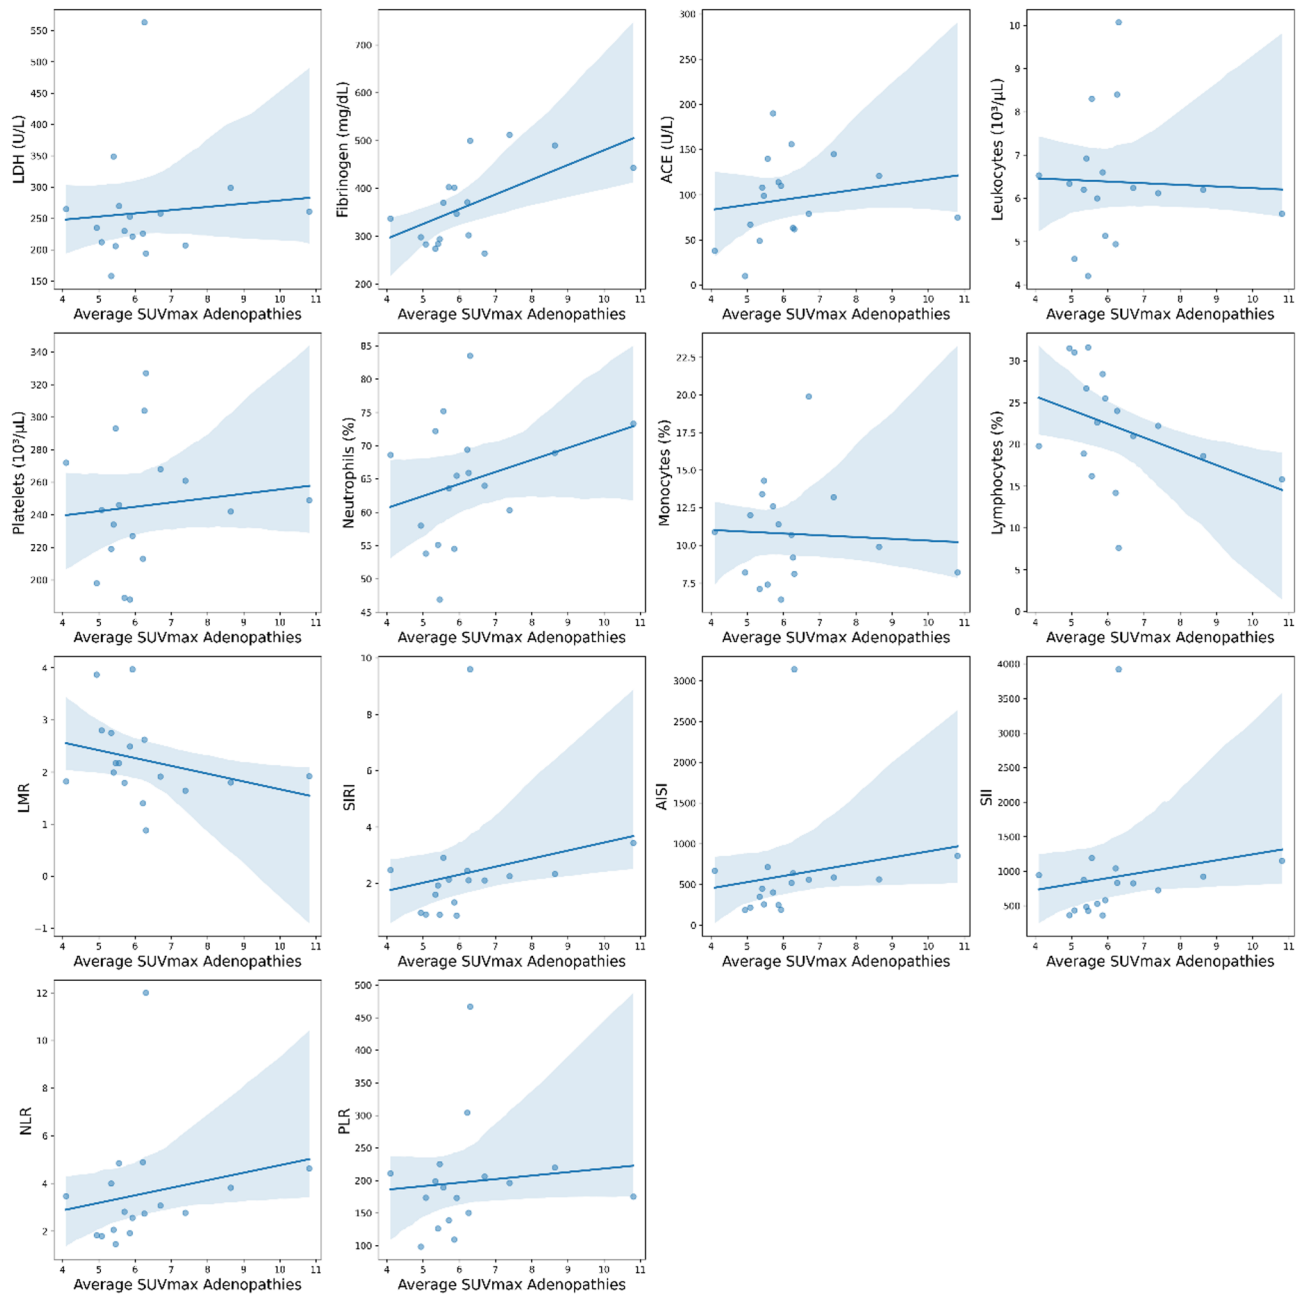 LDH (U/L)
550
500
450
400
350
300
250
200
150
4 5 6 7 8 9 10 11
Average SUVmax Adenopathies
Fibrinogen (mg/dL)
700
600
500
400
300
200
4 5 6 7 8 9 10 11
Average SUVmax Adenopathies
ACE (U/L)
300
250
200
150
100
50
0
4 5 6 7 8 9 10 11
Average SUVmax Adenopathies
Leukocytes (10³/µL)
10
9
8
7
6
5
4
4 5 6 7 8 9 10 11
Average SUVmax Adenopathies
Platelets (10³/µL)
340
320
300
280
260
240
220
200
4 5 6 7 8 9 10 11
Average SUVmax Adenopathies
Neutrophils (%)
85
80
75
70
65
60
55
50
45
4 5 6 7 8 9 10 11
Average SUVmax Adenopathies
Monocytes (%)
22.5
20.0
17.5
15.0
12.5
10.0
7.5
4 5 6 7 8 9 10 11
Average SUVmax Adenopathies
Lymphocytes (%)
30
25
20
15
10
5
0
4 5 6 7 8 9 10 11
Average SUVmax Adenopathies
LMR
4
3
2
1
0
−1
4 5 6 7 8 9 10 11
Average SUVmax Adenopathies
SIRI
10
8
6
4
2
4 5 6 7 8 9 10 11
Average SUVmax Adenopathies
AISI
3000
2500
2000
1500
1000
500
0
4 5 6 7 8 9 10 11
Average SUVmax Adenopathies
SII
4000
3500
3000
2500
2000
1500
1000
500
4 5 6 7 8 9 10 11
Average SUVmax Adenopathies
NLR
12
10
8
6
4
2
4 5 6 7 8 9 10 11
Average SUVmax Adenopathies
PLR
500
450
400
350
300
250
200
150
100
4 5 6 7 8 9 10 11
Average SUVmax Adenopathies